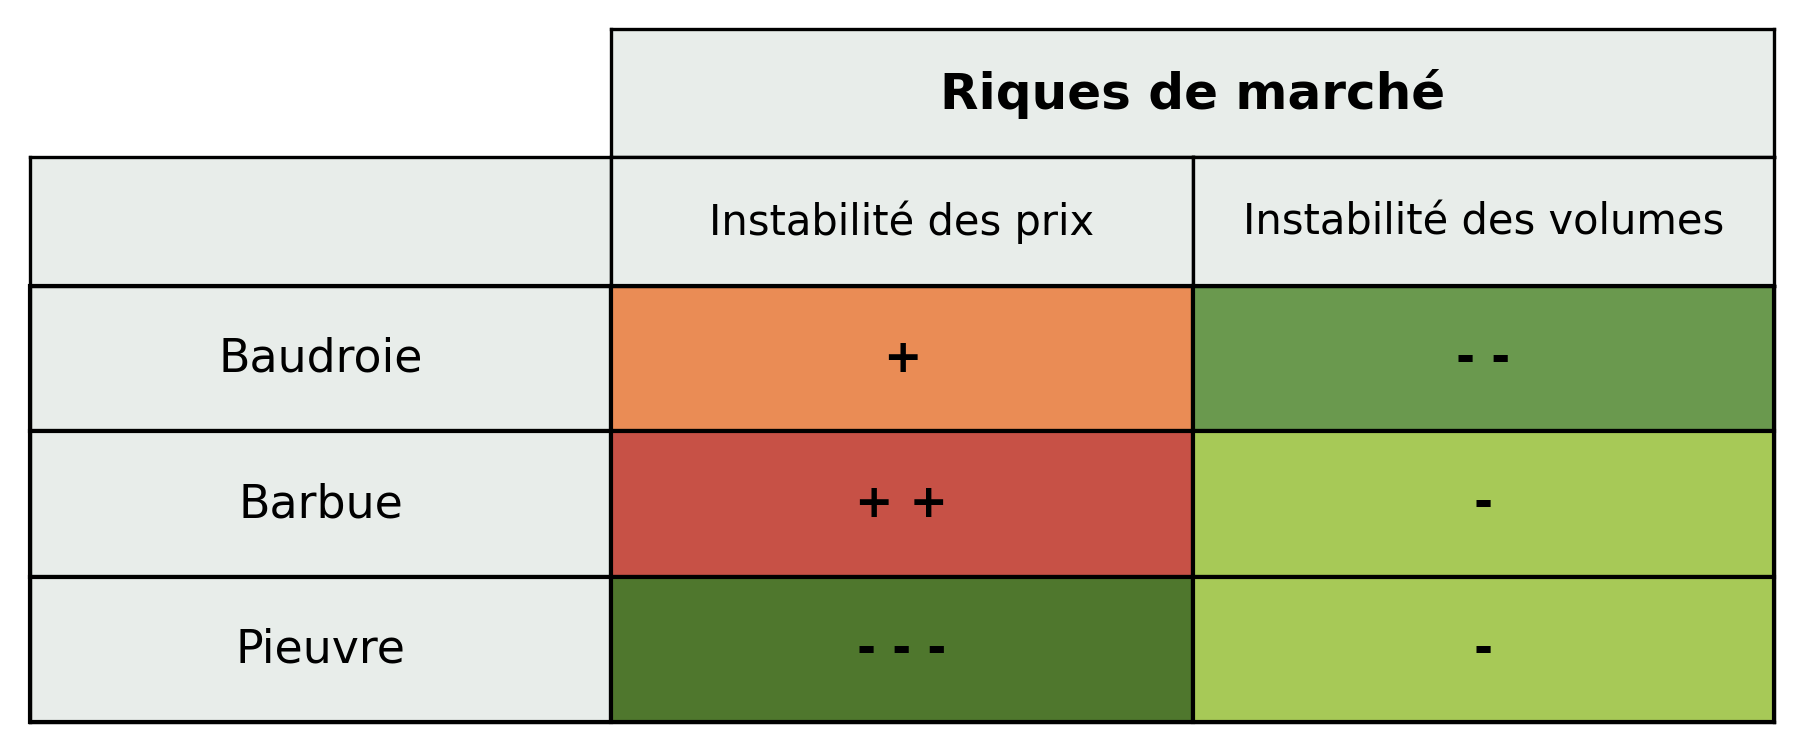 Riques de marché
Instabilité des prix Instabilité des volumes
Baudroie + - -
Barbue + + -
Pieuvre - - - -